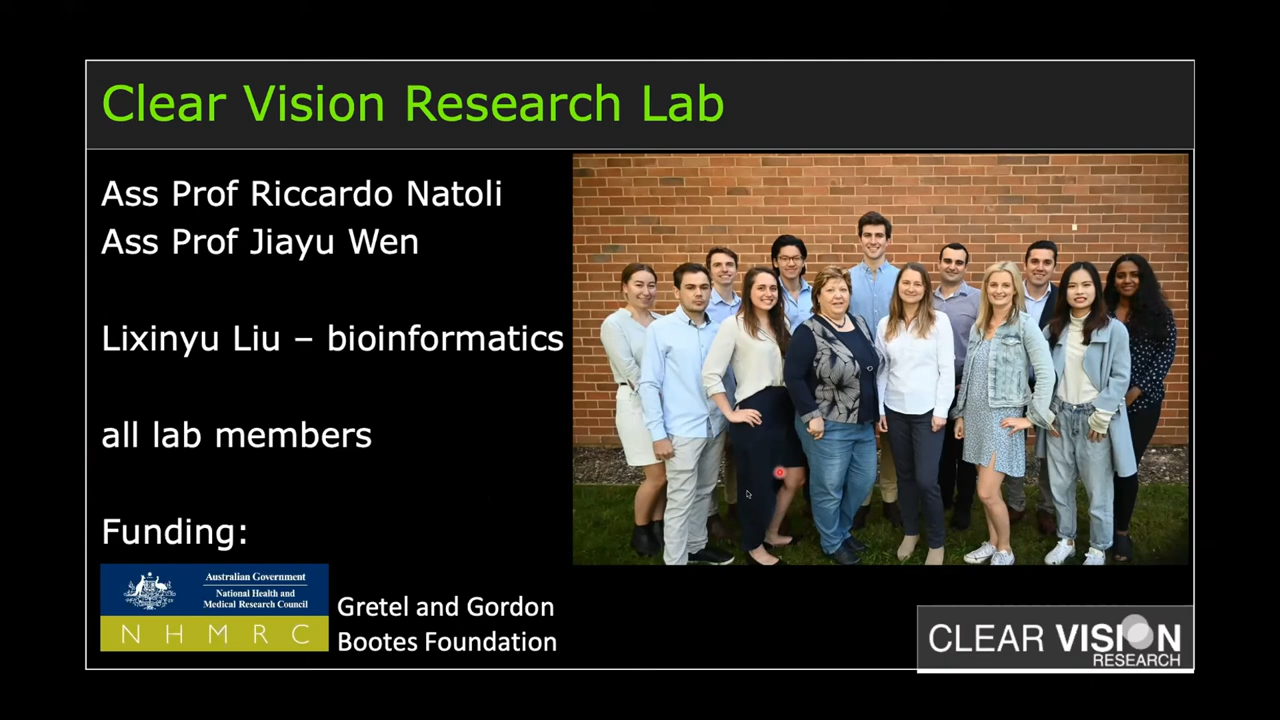 Clear Vision Research Lab
Ass Prof Riccardo Natoli
Ass Prof Jiayu Wen
Lixinyu Liu – bioinformatics
all lab members
Funding:
Australian Government
National Health and
Medical Research Council
N H M R C
Gretel and Gordon
Bootes Foundation
CLEAR VISION
RESEARCH